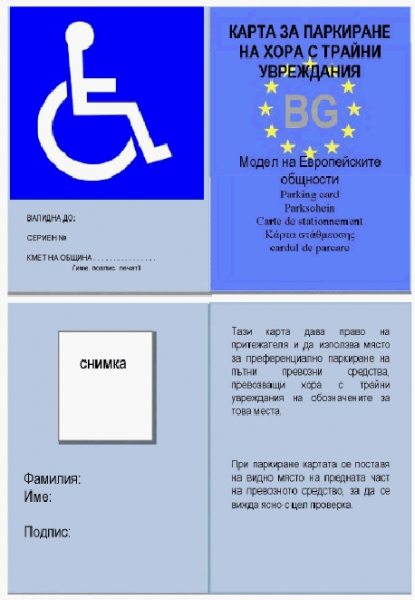 КАРТА ЗА ПАРКИРАНЕ
НА ХОРА С ТРАЙНИ
УВРЕЖДАНИЯ
BG
Модел на Европейските
общности
Parking card
Parkschein
Carte de stationnement
Κάρτα στάθμευσης
cardul de parcare
ВАЛИДНА ДО:
СЕРИЕН №
КМЕТ НА ОБЩИНА.....................
(име, подпис, печат)
снимка
Фамилия:
Име:
Подпис:
Тази карта дава право на
притежателя и да използва място
за преференциално паркиране на
пътни превозни средства,
превозващи хора с трайни
увреждания на обозначените за
това места.
При паркиране картата се поставя
на видно място на предната част
на превозното средство, за да се
вижда ясно с цел проверка.